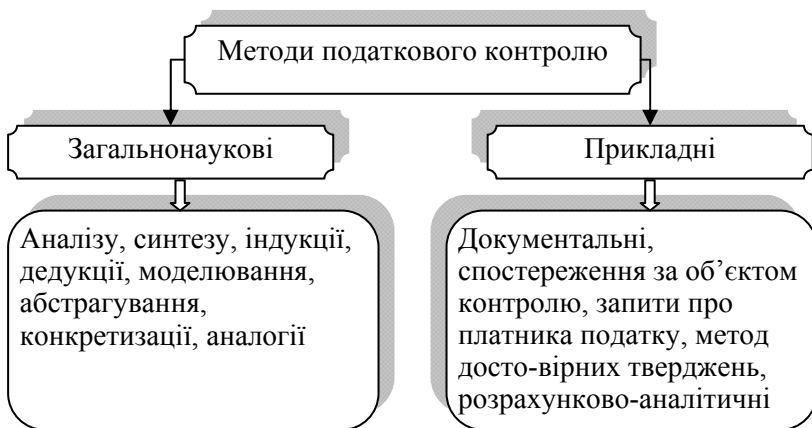 Методи податкового контролю
Загальнонаукові
Прикладні
Аналізу, синтезу, індукції,
дедукції, моделювання,
абстрагування,
конкретизації, аналогії
Документальні,
спостереження за об’єктом
контролю, запити про
платника податку, метод
досто-вірних тверджень,
розрахунково-аналітичні